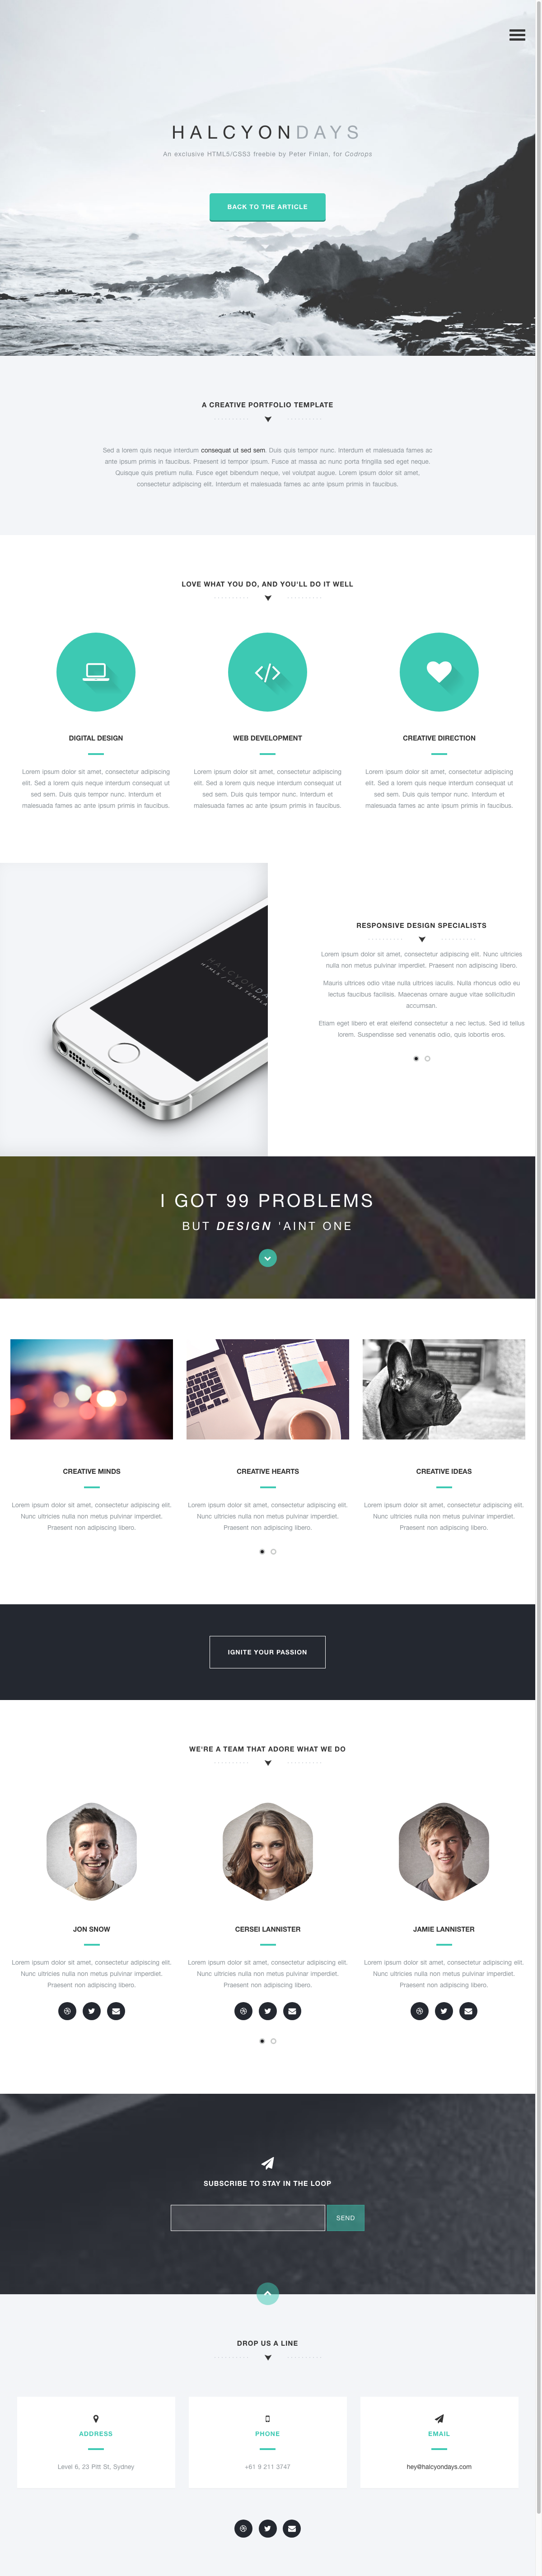 HALCYONDAYS
An exclusive HTML5/CSS3 freebie by Peter Finlan, for Codrops
BACK TO THE ARTICLE
A CREATIVE PORTFOLIO TEMPLATE
Sed a lorem quis neque interdum consequat ut sed sem. Duis quis tempor nunc. Interdum et malesuada fames ac
ante ipsum primis in faucibus. Praesent id tempor ipsum. Fusce at massa ac nunc porta fringilla sed eget neque.
Quisque quis pretium nulla. Fusce eget bibendum neque, vel volutpat augue. Lorem ipsum dolor sit amet,
consectetur adipiscing elit. Interdum et malesuada fames ac ante ipsum primis in faucibus.
LOVE WHAT YOU DO, AND YOU'LL DO IT WELL
DIGITAL DESIGN
Lorem ipsum dolor sit amet, consectetur adipiscing
elit. Sed a lorem quis neque interdum consequat ut
sed sem. Duis quis tempor nunc. Interdum et
malesuada fames ac ante ipsum primis in faucibus.
WEB DEVELOPMENT
Lorem ipsum dolor sit amet, consectetur adipiscing
elit. Sed a lorem quis neque interdum consequat ut
sed sem. Duis quis tempor nunc. Interdum et
malesuada fames ac ante ipsum primis in faucibus.
CREATIVE DIRECTION
Lorem ipsum dolor sit amet, consectetur adipiscing
elit. Sed a lorem quis neque interdum consequat ut
sed sem. Duis quis tempor nunc. Interdum et
malesuada fames ac ante ipsum primis in faucibus.
HALCYONDA
HTML5 / CSS3 TEMPLA
RESPONSIVE DESIGN SPECIALISTS
Lorem ipsum dolor sit amet, consectetur adipiscing elit. Nunc ultricies
nulla non metus pulvinar imperdiet. Praesent non adipiscing libero.
Mauris ultrices odio vitae nulla ultrices iaculis. Nulla rhoncus odio eu
lectus faucibus facilisis. Maecenas ornare augue vitae sollicitudin
accumsan.
Etiam eget libero et erat eleifend consectetur a nec lectus. Sed id tellus
lorem. Suspendisse sed venenatis odio, quis lobortis eros.
I GOT 99 PROBLEMS
BUT DESIGN 'AINT ONE
CREATIVE MINDS
Lorem ipsum dolor sit amet, consectetur adipiscing elit.
Nunc ultricies nulla non metus pulvinar imperdiet.
Praesent non adipiscing libero.
CREATIVE HEARTS
Lorem ipsum dolor sit amet, consectetur adipiscing elit.
Nunc ultricies nulla non metus pulvinar imperdiet.
Praesent non adipiscing libero.
CREATIVE IDEAS
Lorem ipsum dolor sit amet, consectetur adipiscing elit.
Nunc ultricies nulla non metus pulvinar imperdiet.
Praesent non adipiscing libero.
IGNITE YOUR PASSION
WE'RE A TEAM THAT ADORE WHAT WE DO
JON SNOW
Lorem ipsum dolor sit amet, consectetur adipiscing elit.
Nunc ultricies nulla non metus pulvinar imperdiet.
Praesent non adipiscing libero.
CERSEI LANNISTER
Lorem ipsum dolor sit amet, consectetur adipiscing elit.
Nunc ultricies nulla non metus pulvinar imperdiet.
Praesent non adipiscing libero.
JAMIE LANNISTER
Lorem ipsum dolor sit amet, consectetur adipiscing elit.
Nunc ultricies nulla non metus pulvinar imperdiet.
Praesent non adipiscing libero.
SUBSCRIBE TO STAY IN THE LOOP
SEND
DROP US A LINE
ADDRESS
Level 6, 23 Pitt St, Sydney
PHONE
+61 9 211 3747
EMAIL
hey@halcyondays.com